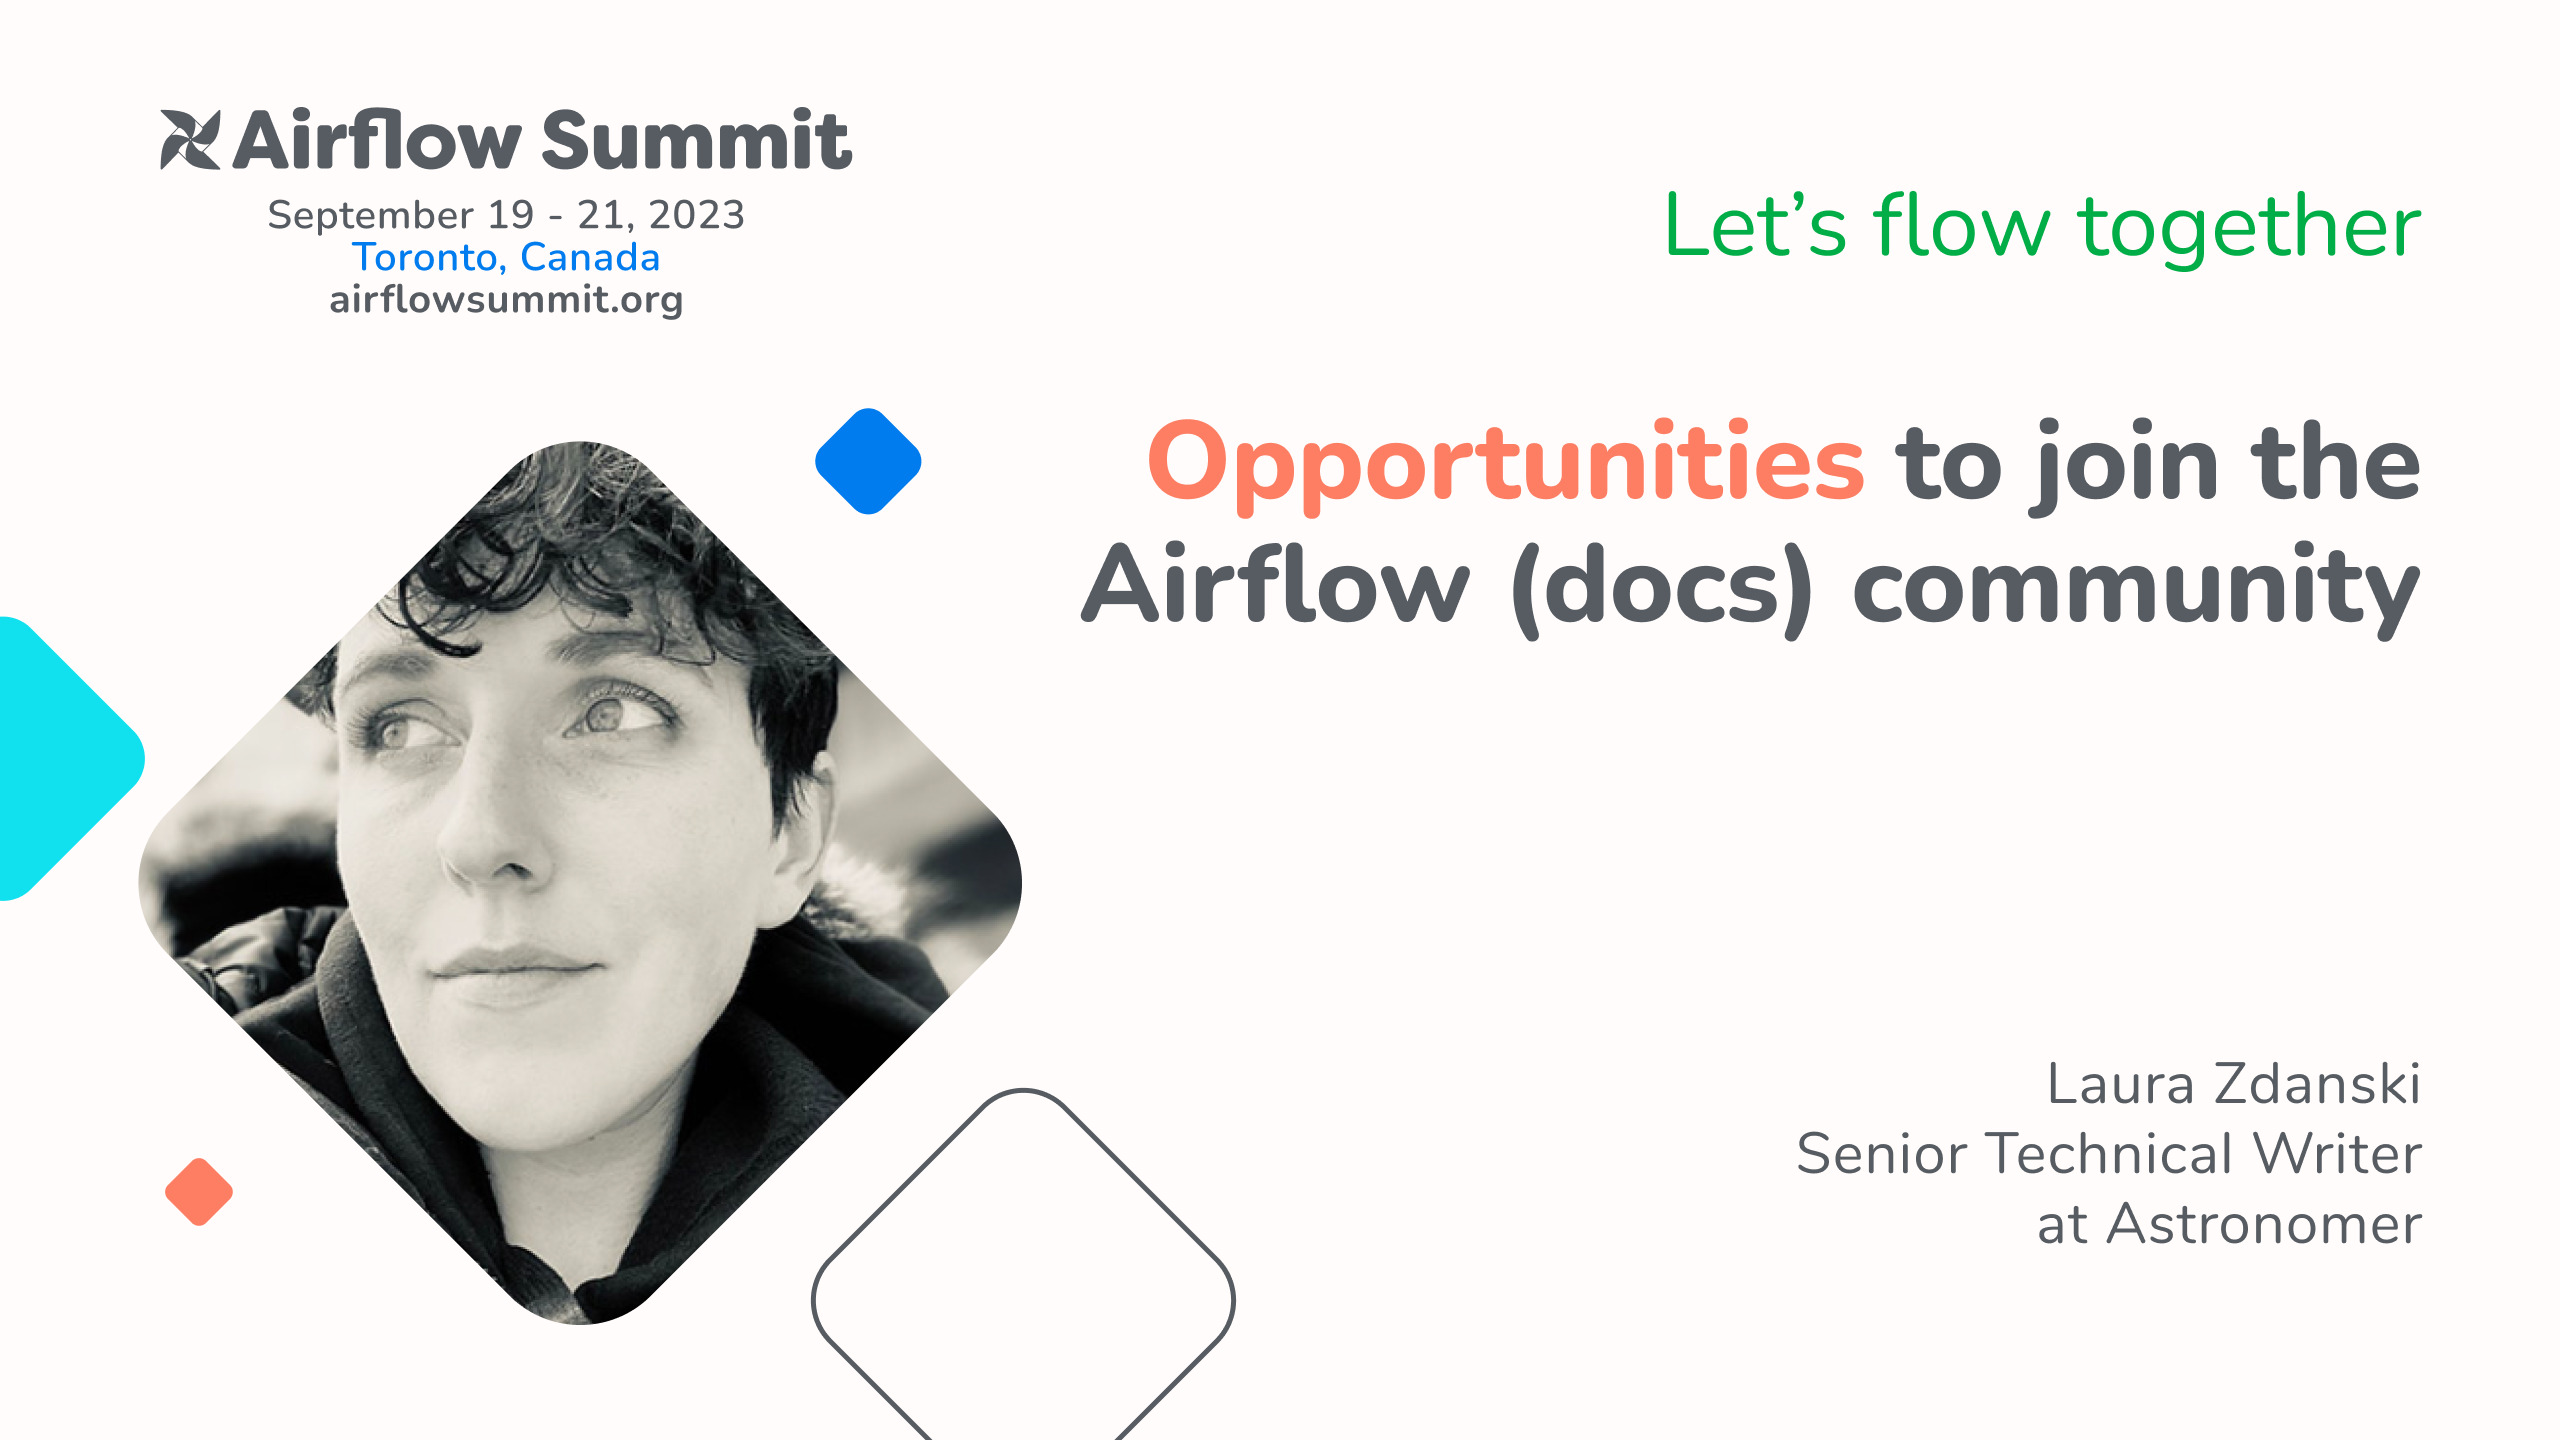 Airflow Summit
September 19 - 21, 2023
Toronto, Canada
airflowsummit.org
Let’s flow together
Opportunities to join the
Airflow (docs) community
Laura Zdanski
Senior Technical Writer
at Astronomer